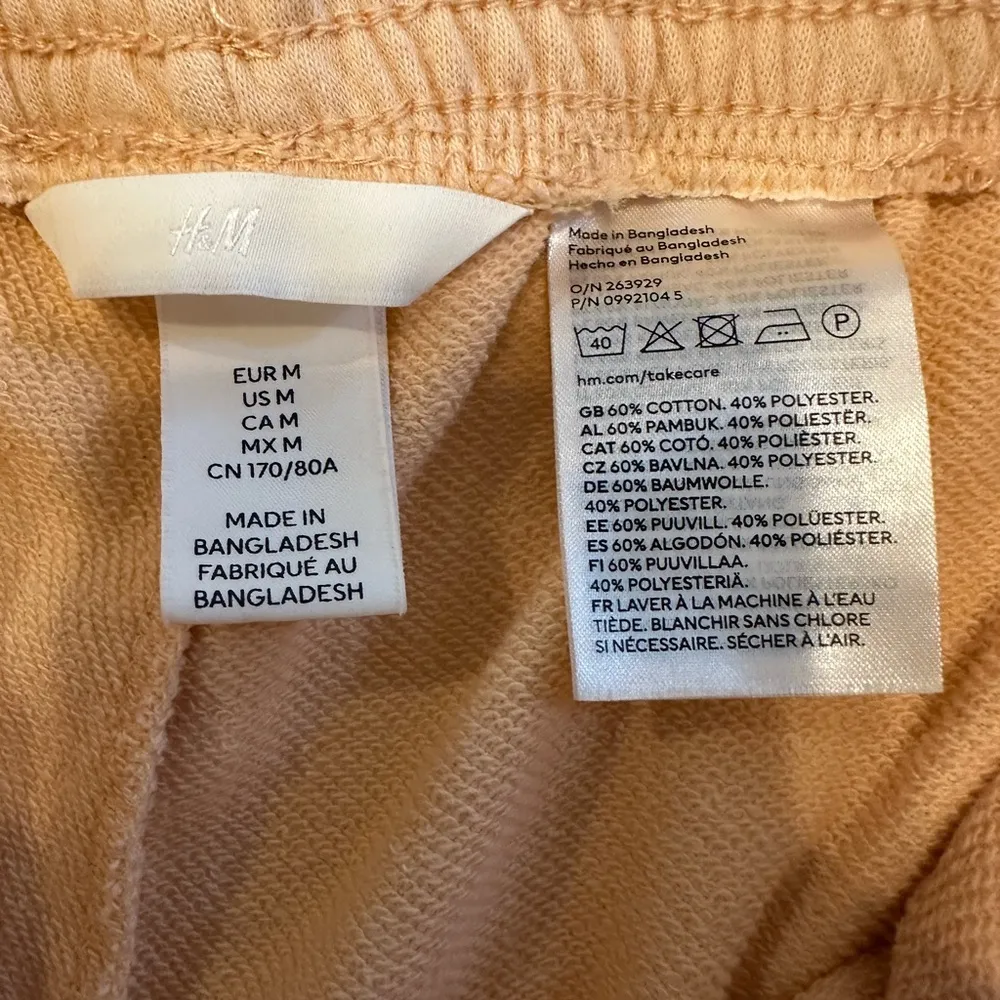 H&M
EUR M
US M
CA M
MX M
CN 170/80A
MADE IN
BANGLADESH
FABRIQUÉ AU
BANGLADESH
Made in Bangladesh
Fabriqué au Bangladesh
Hecho en Bangladesh
O/N 263929
P/N 0992104 5
40
P
hm.com/takecare
GB 60% COTTON. 40% POLYESTER.
AL 60% PAMBUK. 40% POLIESTËR.
CAT 60% COTÓ. 40% POLIÈSTER.
CZ 60% BAVLNA. 40% POLYESTER.
DE 60% BAUMWOLLE.
40% POLYESTER.
EE 60% PUUVILL. 40% POLÜESTER.
ES 60% ALGODÓN. 40% POLIÉSTER.
FI 60% PUUVILLAA.
40% POLYESTERIÄ.
FR LAVER À LA MACHINE À L'EAU
TIÈDE. BLANCHIR SANS CHLORE
SI NÉCESSAIRE. SÉCHER À L'AIR.